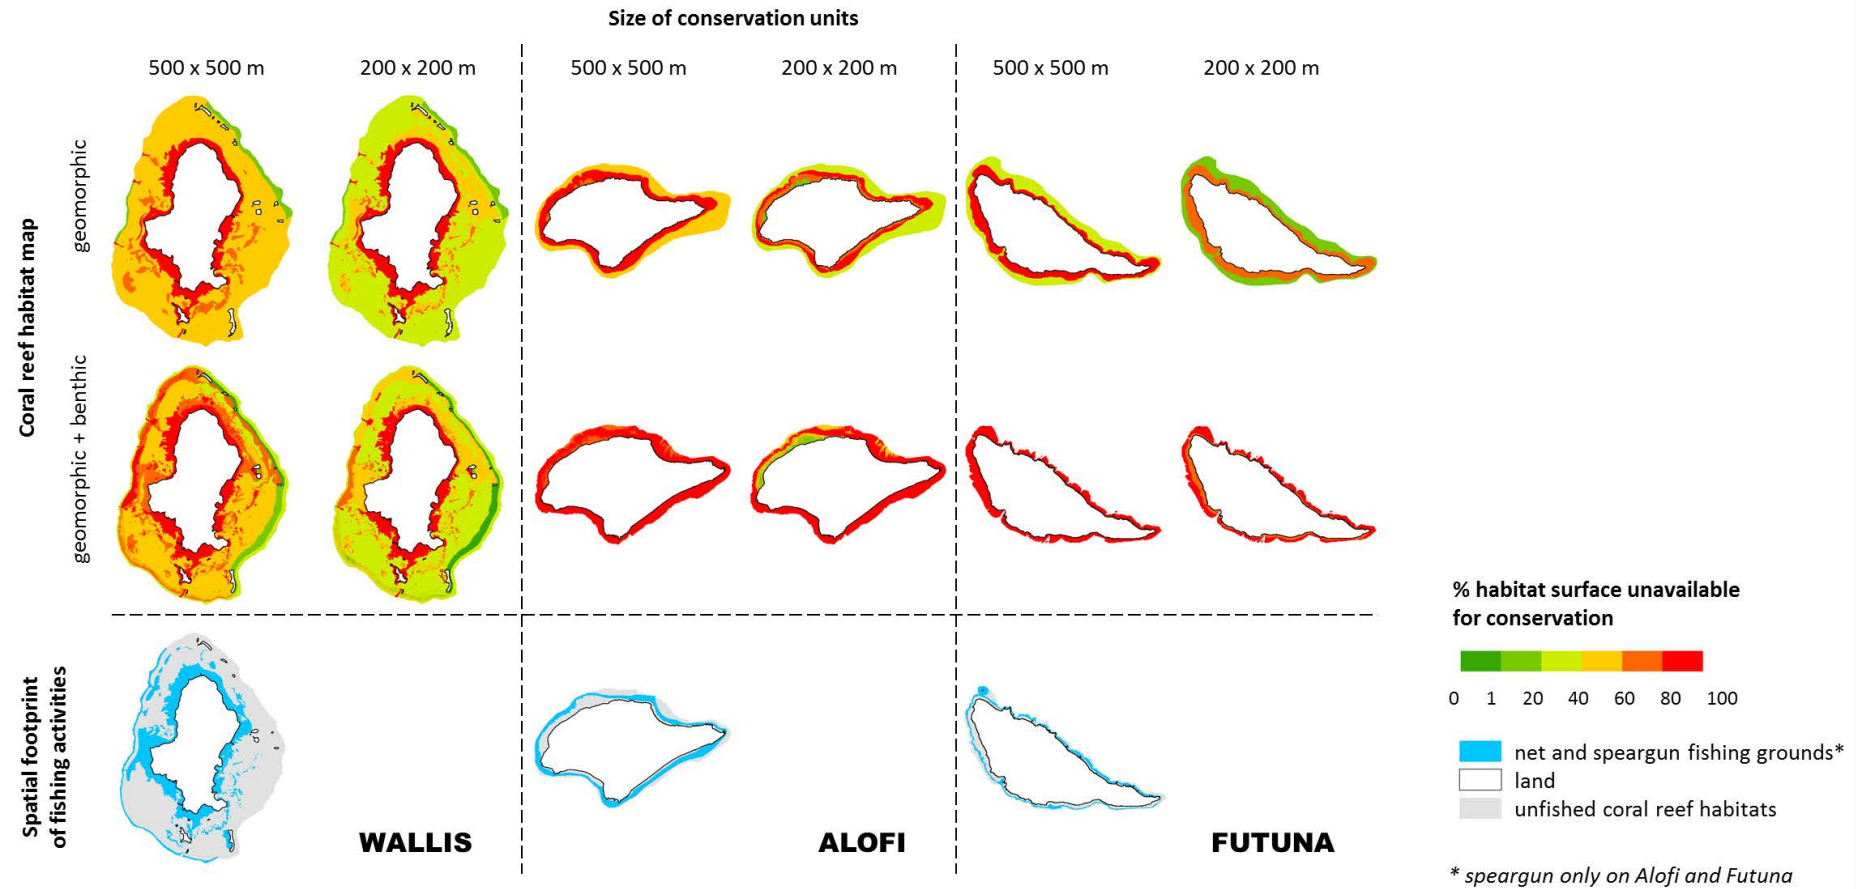 Size of conservation units
500 x 500 m
200 x 200 m
500 x 500 m
200 x 200 m
500 x 500 m
200 x 200 m
Coral reef habitat map
geomorphic
geomorphic + benthic
% habitat surface unavailable
for conservation
0 1 20 40 60 80 100
Spatial footprint
of fishing activities
WALLIS
ALOFI
FUTUNA
net and speargun fishing grounds*
land
unfished coral reef habitats
* speargun only on Alofi and Futuna